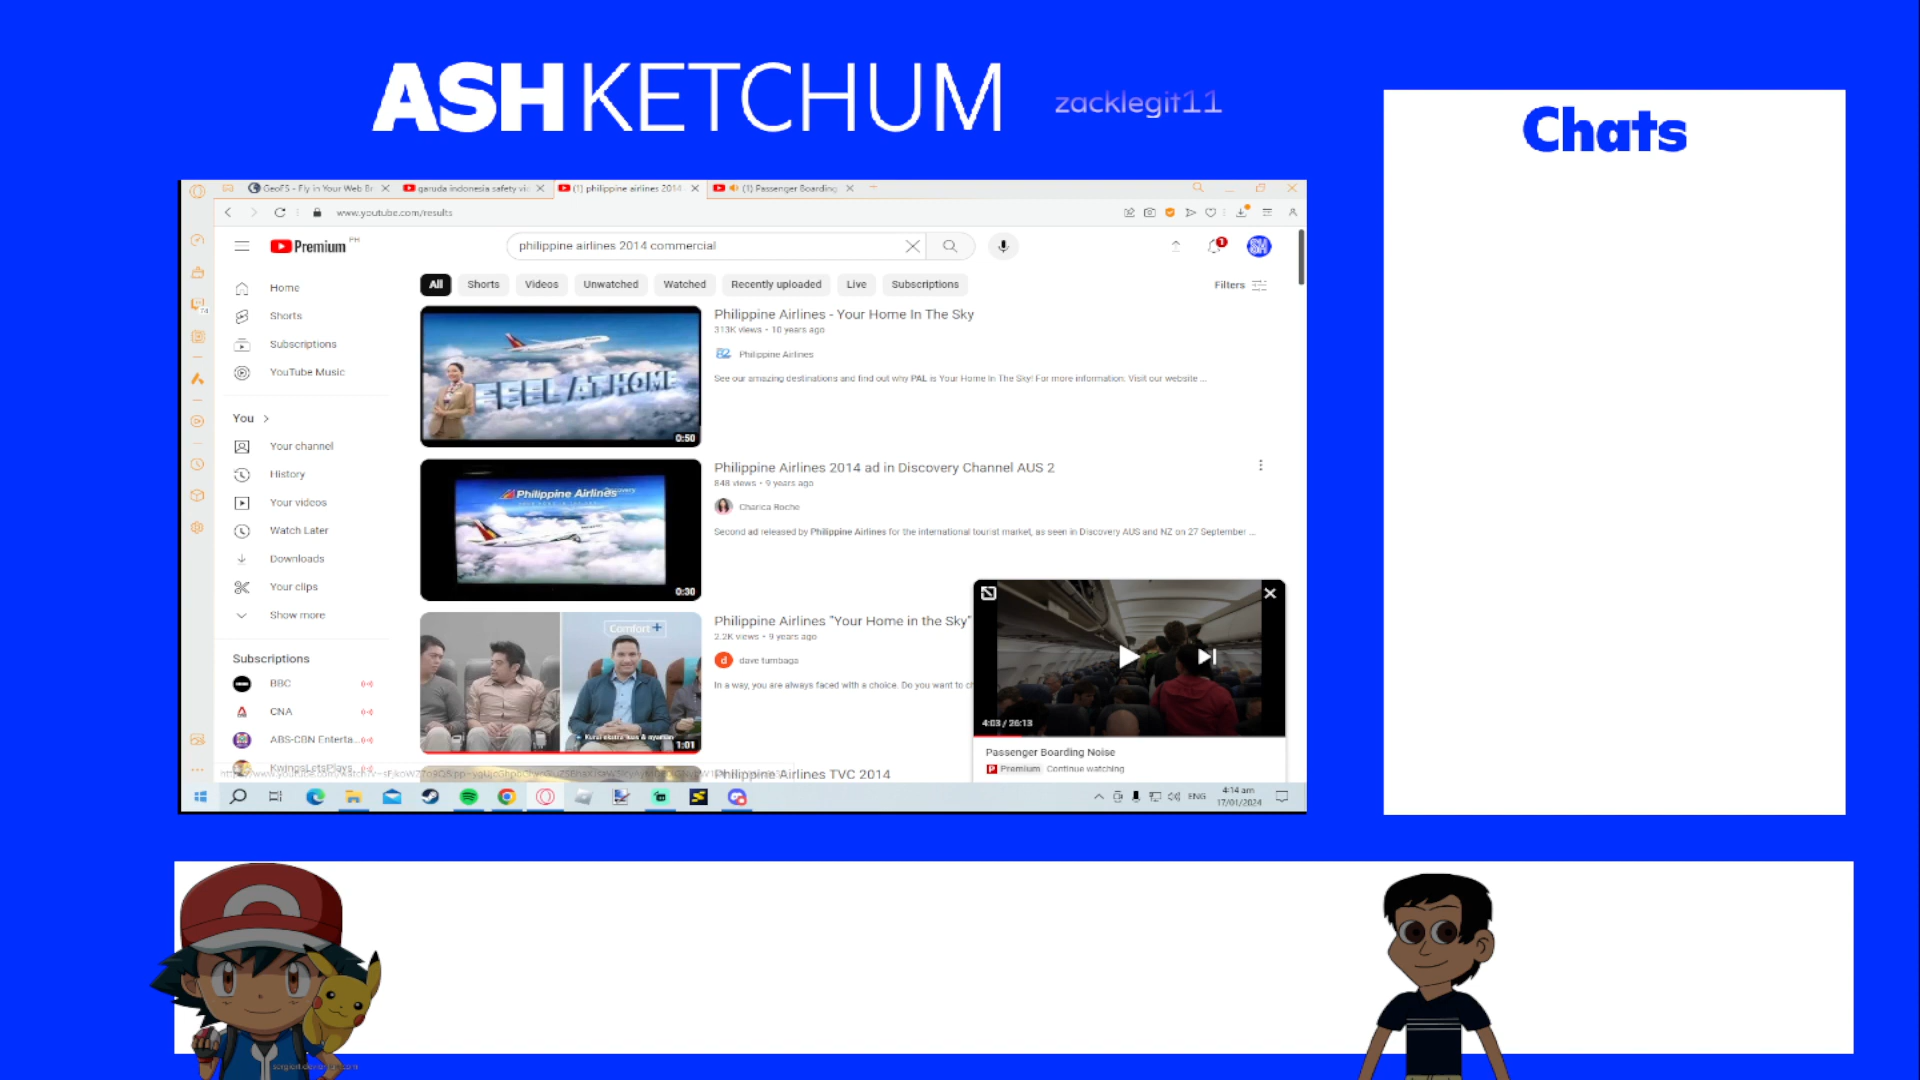 ASH KETCHUM
zacklegit11
Chats
GeoFS - Fly in Your Web Br
garuda indonesia safety vi
(1) philippine airlines 2014
(1) Passenger Boarding
www.youtube.com/results
Premium PH
philippine airlines 2014 commercial
1
SM
74
All
Shorts
Videos
Unwatched
Watched
Recently uploaded
Live
Subscriptions
Filters
Home
Shorts
Subscriptions
YouTube Music
You
Your channel
History
Your videos
Watch Later
Downloads
Your clips
Show more
Subscriptions
BBC
CNA
ABS-CBN Enterta...
KwingsLetsPlays
FEEL AT HOME
0:50
Philippine Airlines - Your Home In The Sky
313K views • 10 years ago
Philippine Airlines
See our amazing destinations and find out why PAL is Your Home In The Sky! For more information: Visit our website ...
Philippine Airlines
Discovery
0:30
Philippine Airlines 2014 ad in Discovery Channel AUS 2
848 views • 9 years ago
Charica Roche
Second ad released by Philippine Airlines for the international tourist market, as seen in Discovery AUS and NZ on 27 September ...
Comfort+
1:01
Philippine Airlines "Your Home in the Sky"
2.2K views • 9 years ago
d dave tumbaga
In a way, you are always faced with a choice. Do you want to
Philippine Airlines TVC 2014
4:03 / 26:13
Passenger Boarding Noise
Premium Continue watching
ENG
4:14 am
17/01/2024